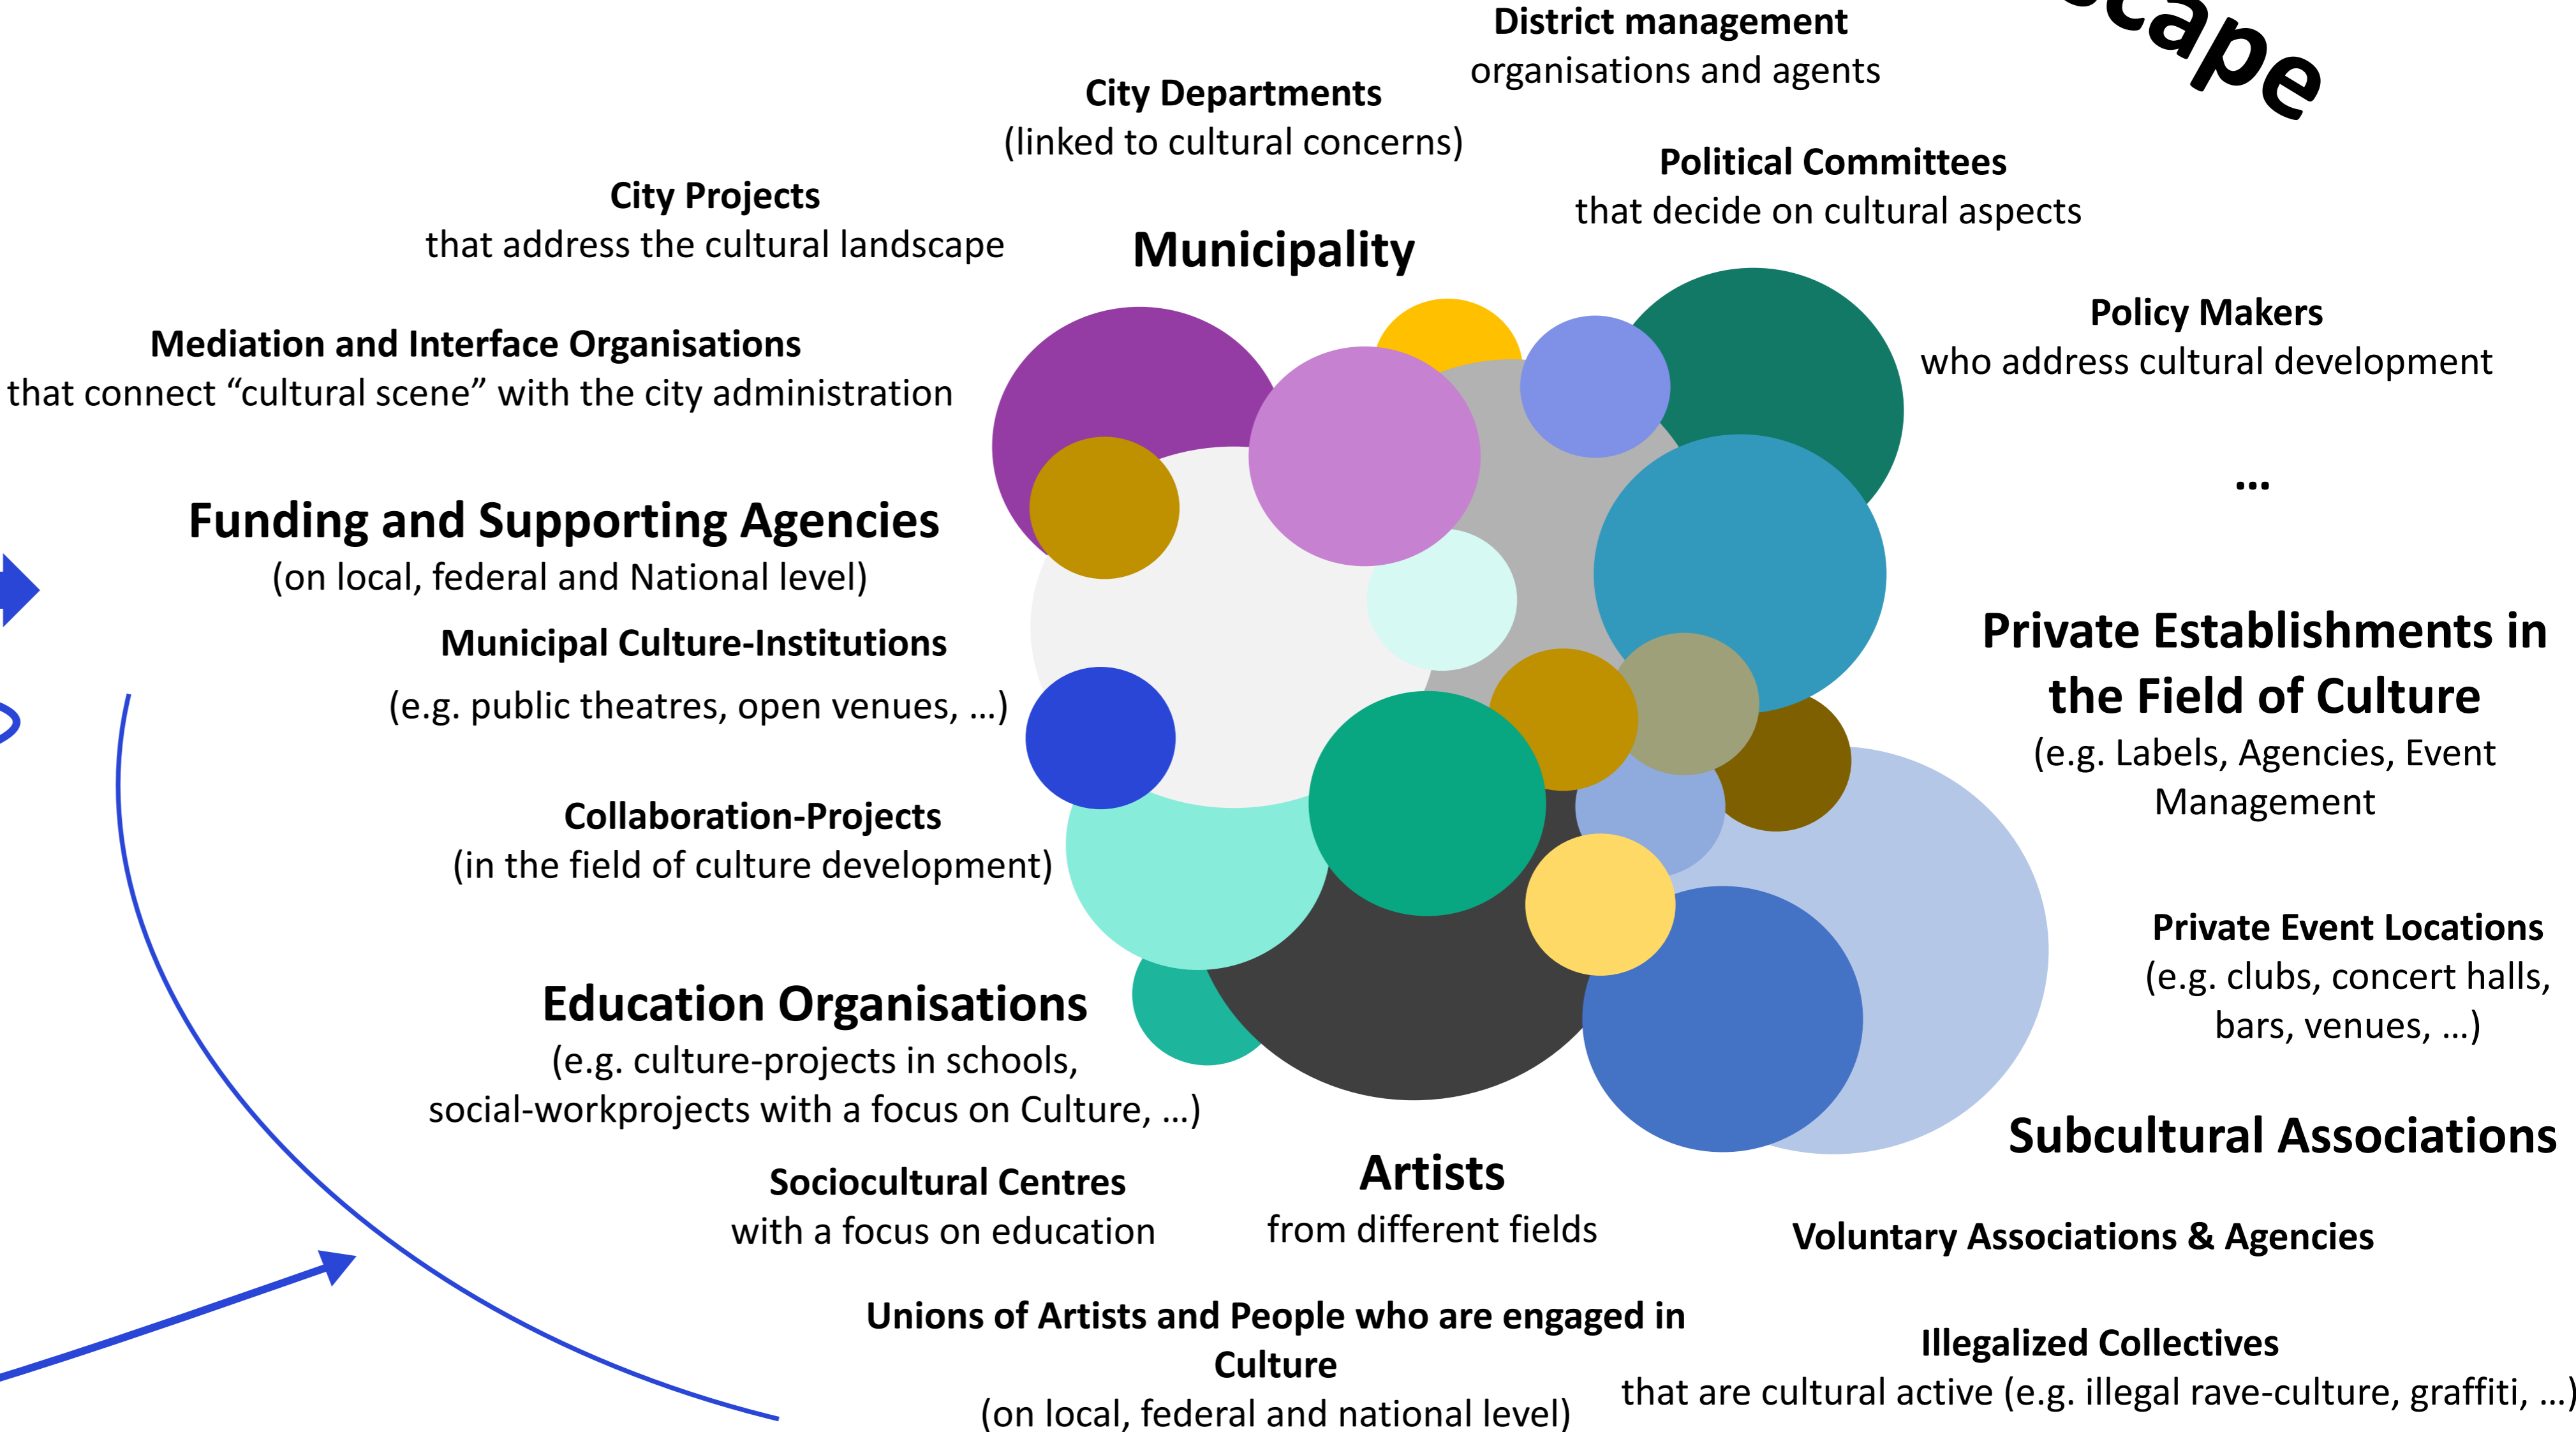 scape
District management
organisations and agents
City Departments
(linked to cultural concerns)
Political Committees
that decide on cultural aspects
City Projects
that address the cultural landscape
Municipality
Policy Makers
who address cultural development
Mediation and Interface Organisations
that connect “cultural scene” with the city administration
...
Funding and Supporting Agencies
(on local, federal and National level)
Municipal Culture-Institutions
(e.g. public theatres, open venues, ...)
Private Establishments in
the Field of Culture
(e.g. Labels, Agencies, Event
Management
Collaboration-Projects
(in the field of culture development)
Private Event Locations
(e.g. clubs, concert halls,
bars, venues, ...)
Education Organisations
(e.g. culture-projects in schools,
social-workprojects with a focus on Culture, ...)
Subcultural Associations
Sociocultural Centres
with a focus on education
Artists
from different fields
Voluntary Associations & Agencies
Unions of Artists and People who are engaged in
Culture
(on local, federal and national level)
Illegalized Collectives
that are cultural active (e.g. illegal rave-culture, graffiti, ...)